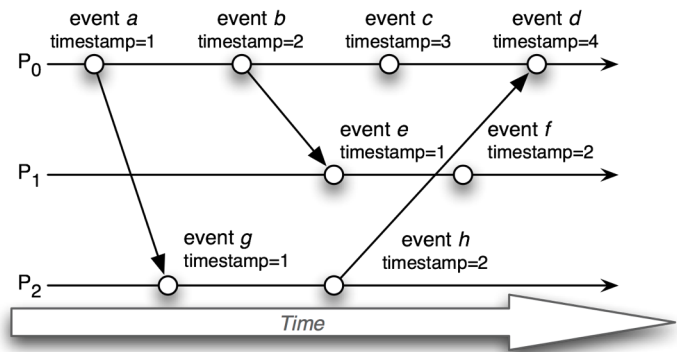 event a
timestamp=1
event b
timestamp=2
event c
timestamp=3
event d
timestamp=4
P0
event e
timestamp=1
event f
timestamp=2
P1
event g
timestamp=1
event h
timestamp=2
P2
Time